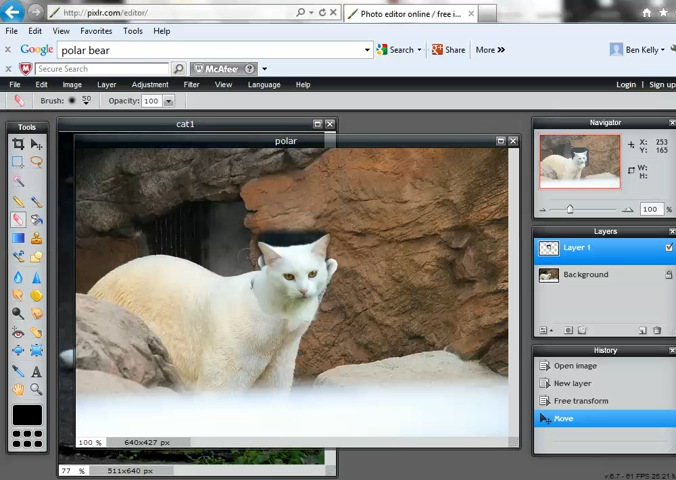 http://pixlr.com/editor/
Photo editor online / free i...
File Edit View Favorites Tools Help
x Google polar bear Search Share More >> Ben Kelly
x Secure Search McAfee
File Edit Image Layer Adjustment Filter View Language Help Login Sign up
Brush: 50 Opacity: 100
Tools
cat1
polar
Navigator
X: 253
Y: 165
W:
H:
100 %
Layers
Layer 1
Background
History
Open image
New layer
Free transform
Move
100 % 640x427 px
77 % 511x640 px